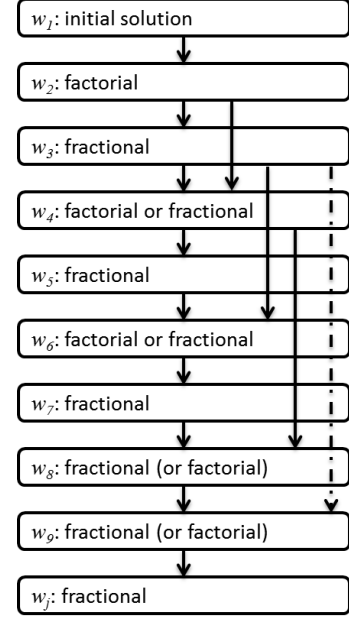 w1: initial solution
w2: factorial
w3: fractional
w4: factorial or fractional
w5: fractional
w6: factorial or fractional
w7: fractional
w8: fractional (or factorial)
w9: fractional (or factorial)
wj: fractional